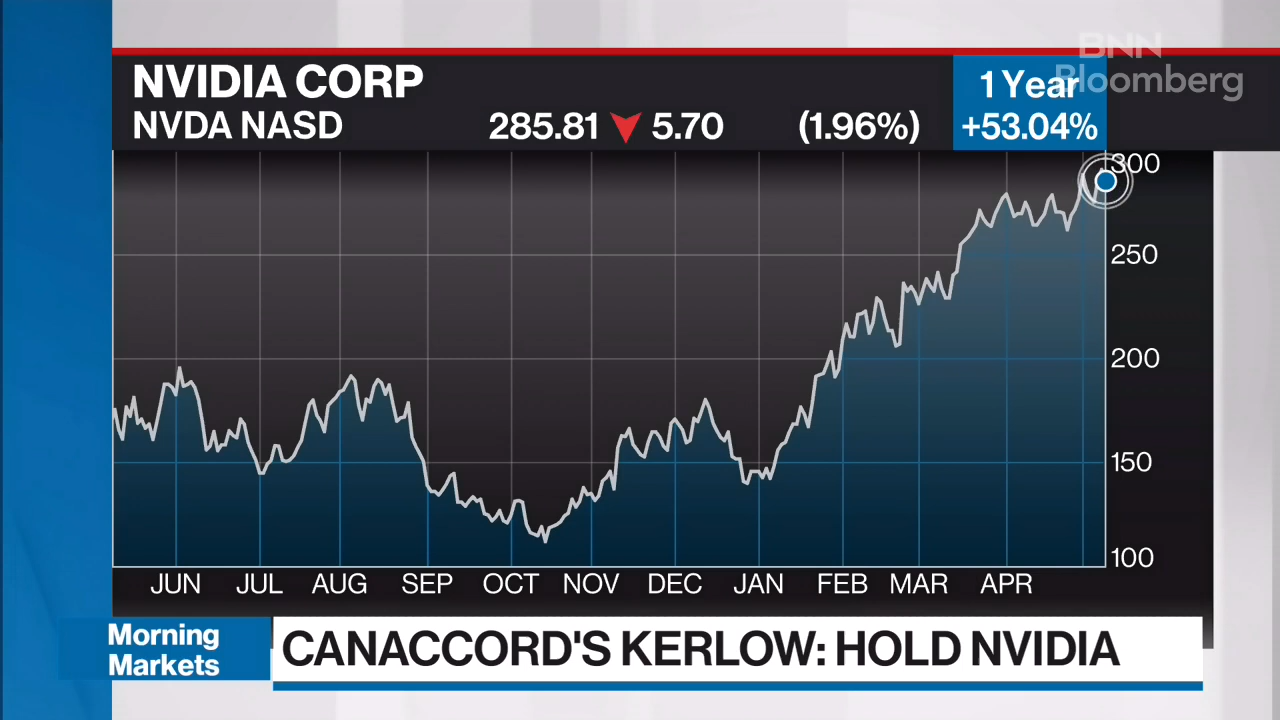 BNN
Bloomberg
NVIDIA CORP
NVDA NASD
285.81 5.70 (1.96%)
1 Year
+53.04%
300
250
200
150
100
JUN JUL AUG SEP OCT NOV DEC JAN FEB MAR APR
Morning
Markets
CANACCORD'S KERLOW: HOLD NVIDIA